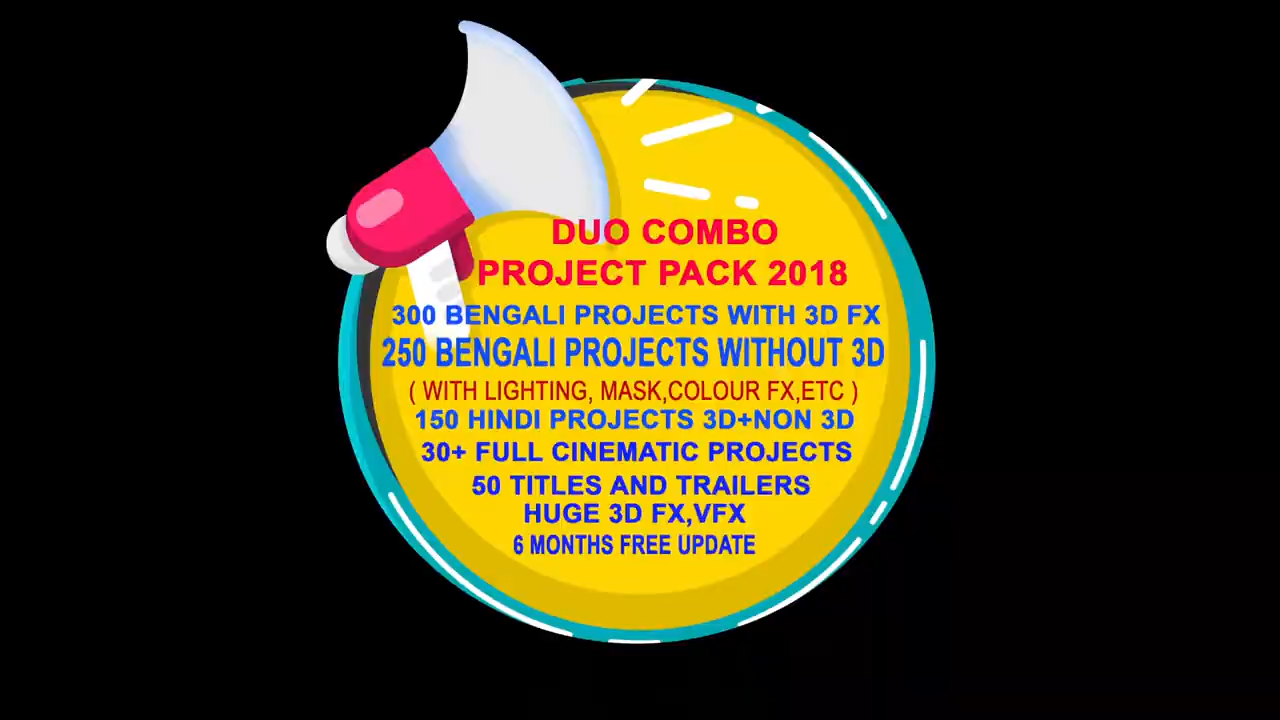 DUO COMBO
PROJECT PACK 2018
300 BENGALI PROJECTS WITH 3D FX
250 BENGALI PROJECTS WITHOUT 3D
( WITH LIGHTING, MASK,COLOUR FX,ETC )
150 HINDI PROJECTS 3D+NON 3D
30+ FULL CINEMATIC PROJECTS
50 TITLES AND TRAILERS
HUGE 3D FX,VFX
6 MONTHS FREE UPDATE